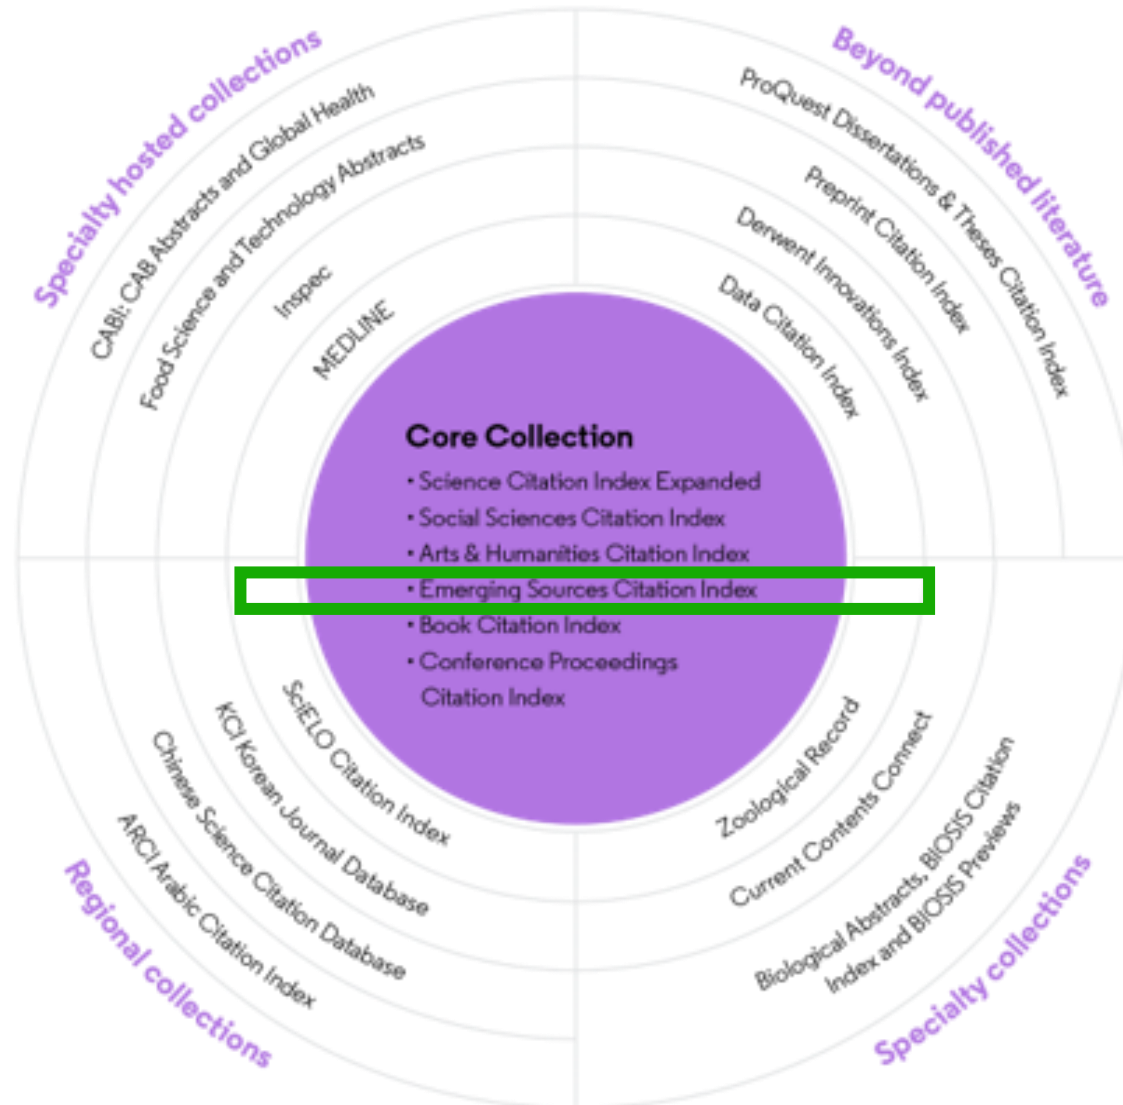 Specialty hosted collections
CABI: CAB Abstracts and Global Health
Food Science and Technology Abstracts
Inspec
MEDLINE
Beyond published literature
ProQuest Dissertations & Theses Citation Index
Preprint Citation Index
Derwent Innovations Index
Data Citation Index
Core Collection
• Science Citation Index Expanded
• Social Sciences Citation Index
• Arts & Humanities Citation Index
• Emerging Sources Citation Index
• Book Citation Index
• Conference Proceedings
Citation Index
SciELO Citation Index
KCI Korean Journal Database
Chinese Science Citation Database
ARCI Arabic Citation Index
Regional collections
Zoological Record
Current Contents Connect
Biological Abstracts, BIOSIS Citation
Index and BIOSIS Previews
Specialty collections